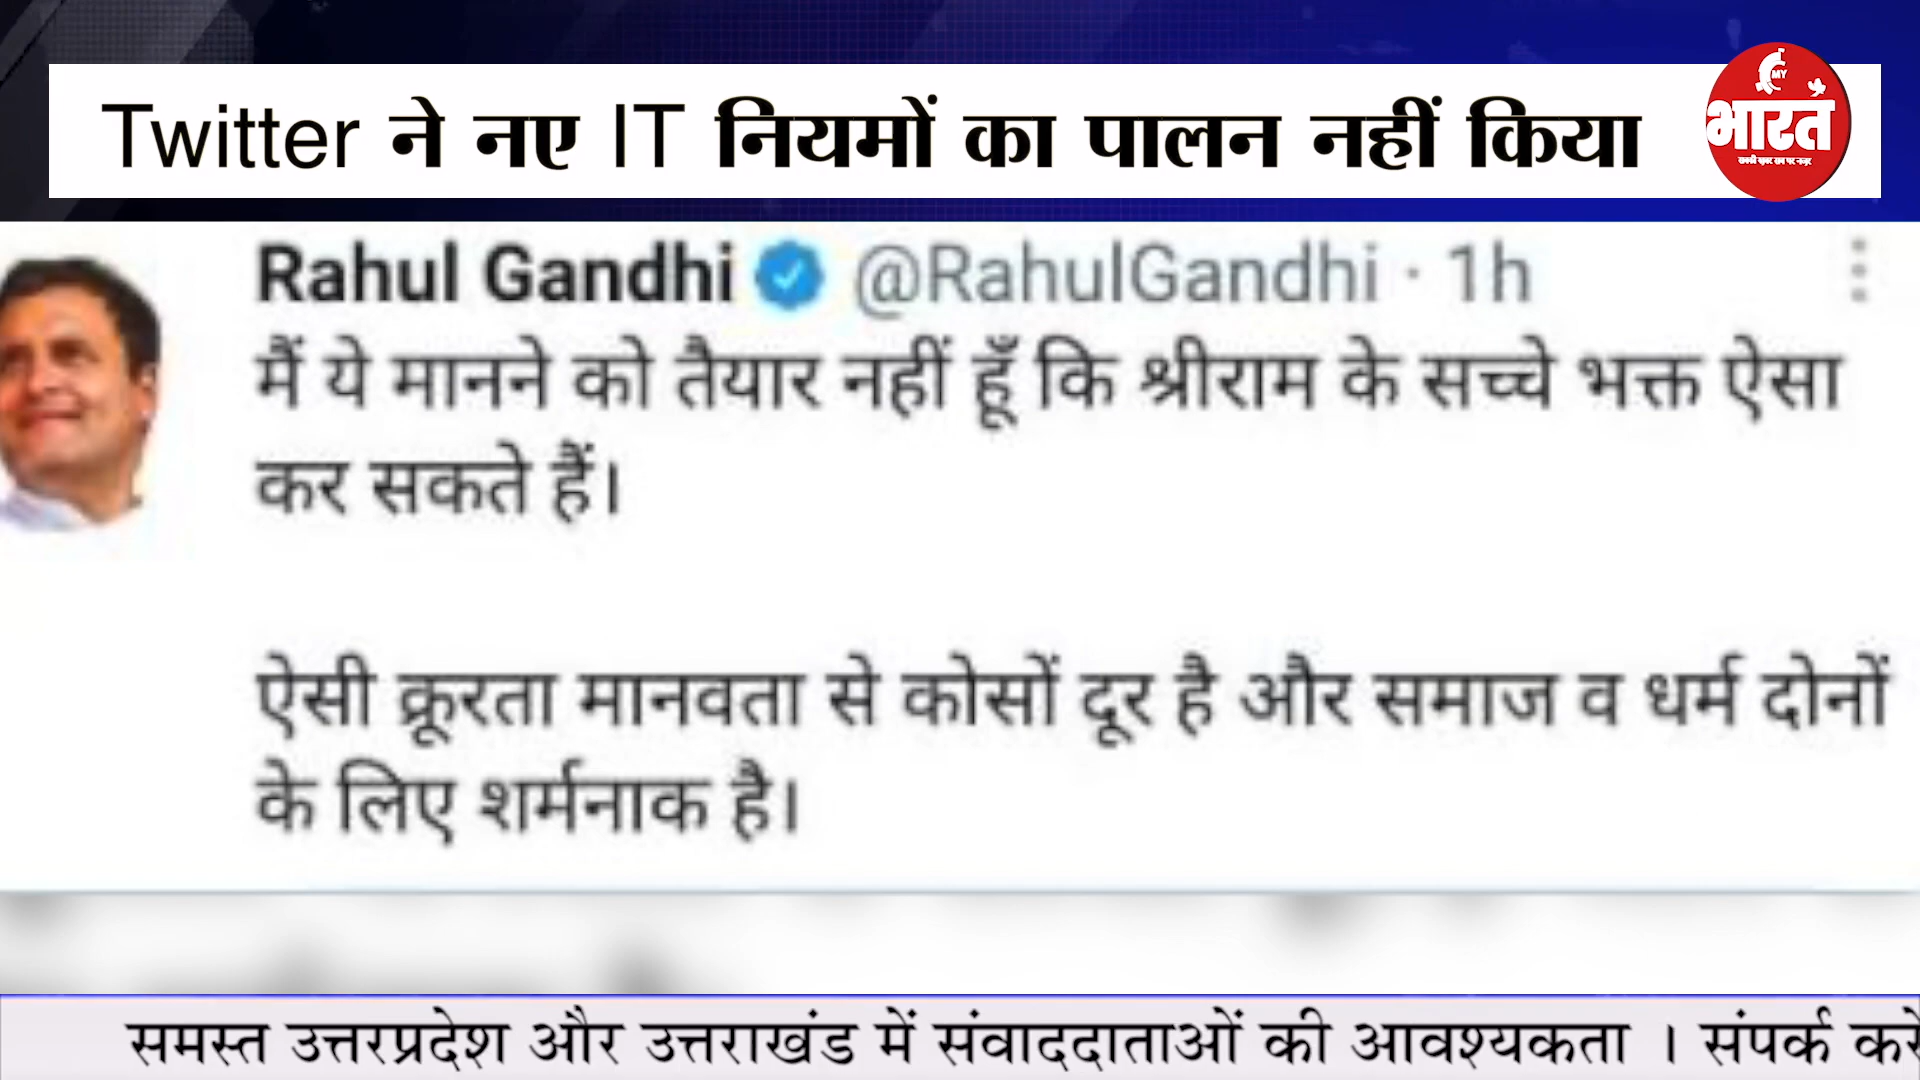 Twitter ने नए IT नियमों का पालन नहीं किया
MY
भारत
Rahul Gandhi @RahulGandhi · 1h
मैं ये मानने को तैयार नहीं हूँ कि श्रीराम के सच्चे भक्त ऐसा
कर सकते हैं।
ऐसी क्रूरता मानवता से कोसों दूर है और समाज व धर्म दोनों
के लिए शर्मनाक है।
समस्त उत्तरप्रदेश और उत्तराखंड में संवाददाताओं की आवश्यकता । संपर्क करे